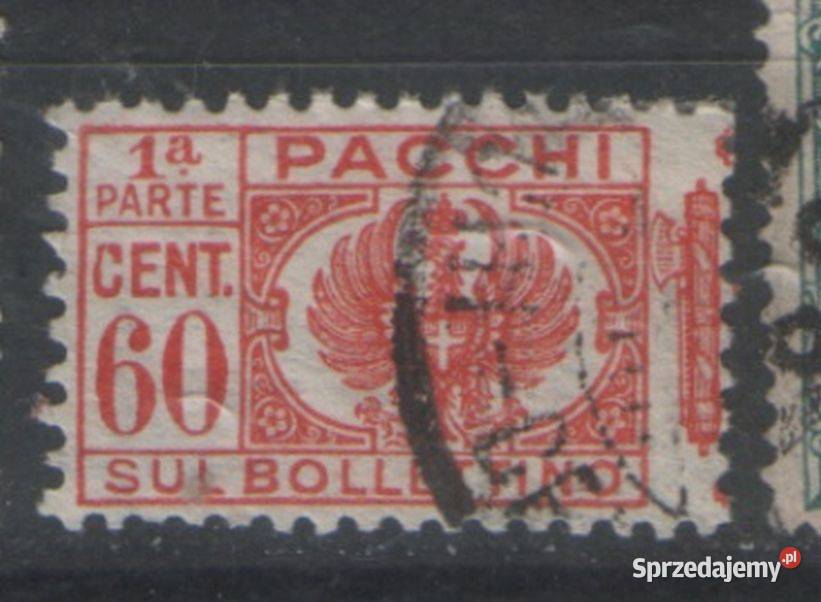 1ª
PARTE
PACCHI
CENT.
60
SUL BOLLETTINO
Sprzedajemy.pl